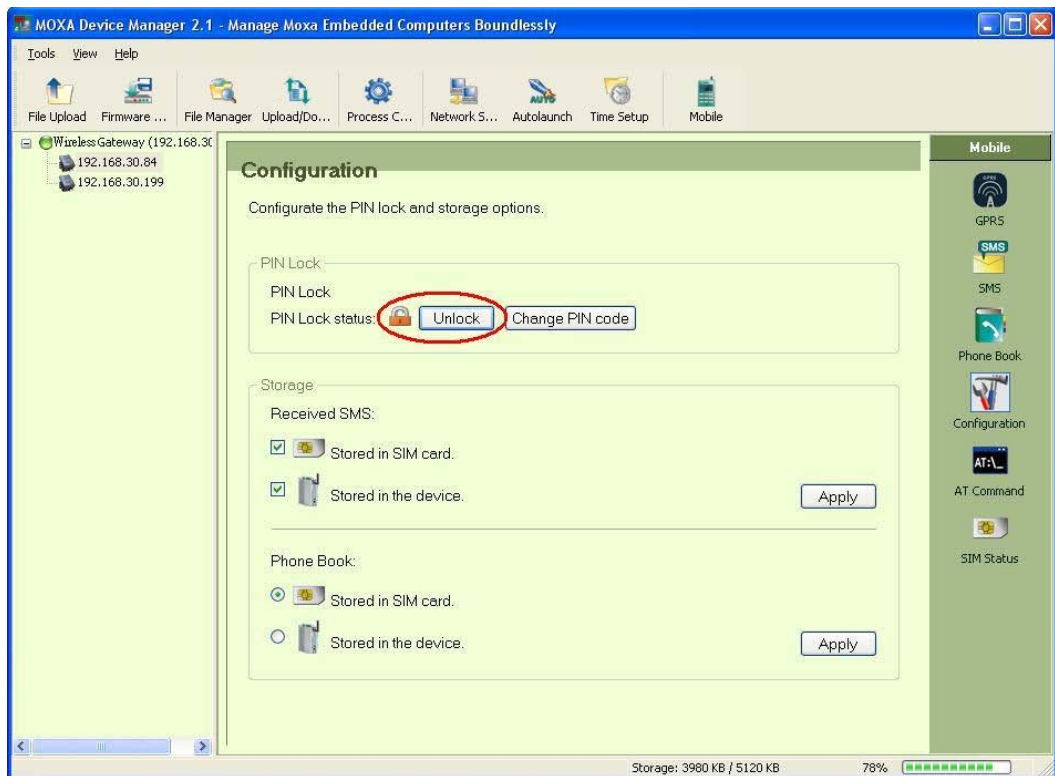 MOXA Device Manager 2.1 - Manage Moxa Embedded Computers Boundlessly
Tools View Help
File Upload Firmware ... File Manager Upload/Do... Process C... Network S... Autolaunch Time Setup Mobile
Wireless Gateway (192.168.30
192.168.30.84
192.168.30.199
Configuration
Configurate the PIN lock and storage options.
PIN Lock
PIN Lock
PIN Lock status: Unlock Change PIN code
Storage
Received SMS:
Stored in SIM card.
Stored in the device. Apply
Phone Book:
Stored in SIM card.
Stored in the device. Apply
Mobile
GPRS
GPRS
SMS
SMS
Phone Book
Configuration
AT:\_
AT Command
SIM Status
Storage: 3980 KB / 5120 KB 78%